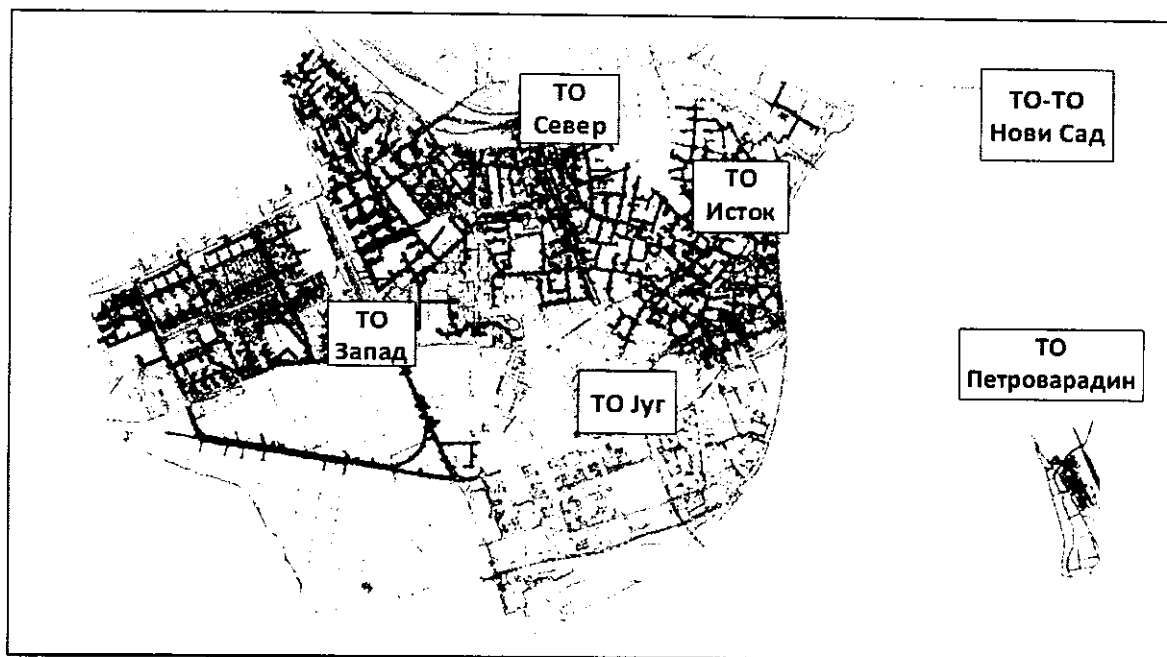 ТО
Север
ТО-ТО
Нови Сад
ТО
Исток
ТО
Запад
ТО Југ
ТО
Петроварадин